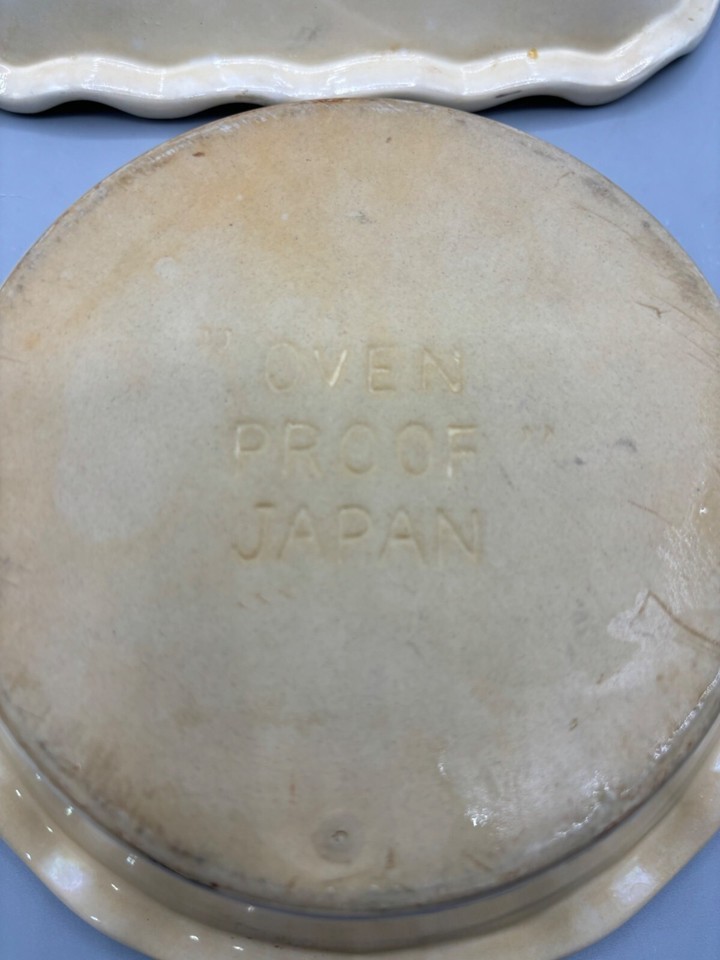 " OVEN
PROOF "
JAPAN